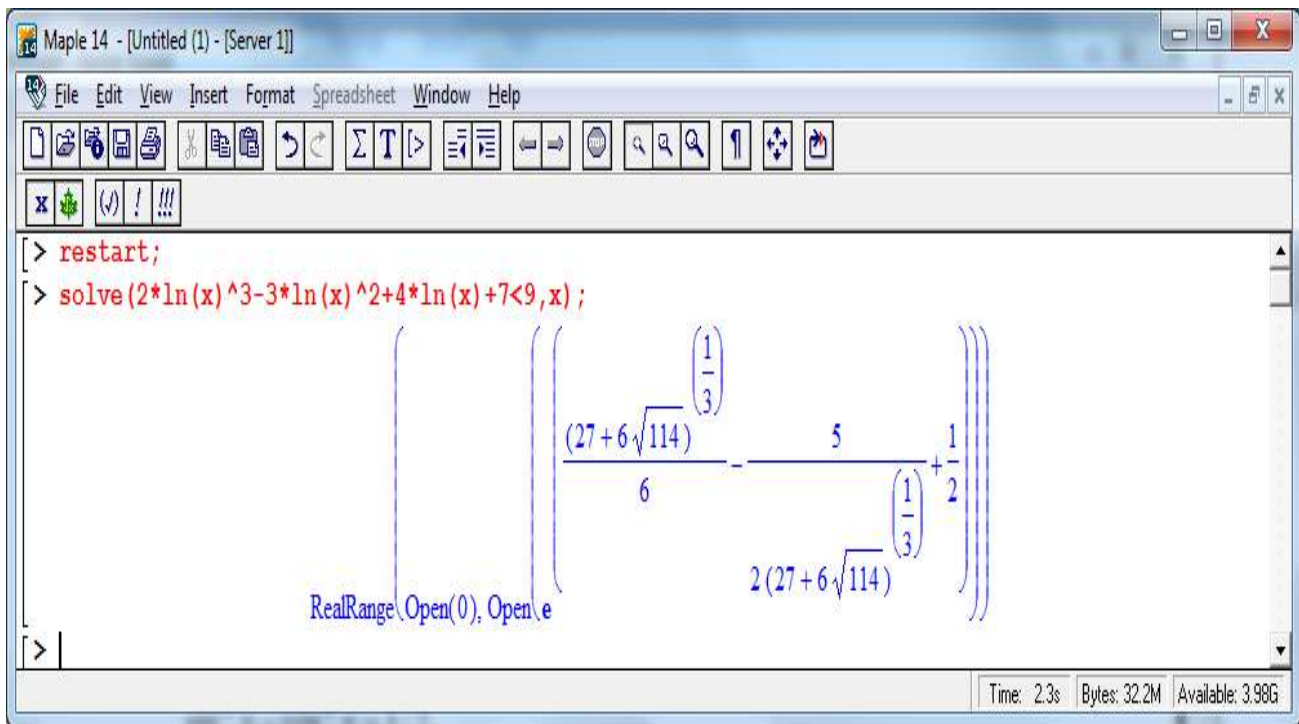 Maple 14 - [Untitled (1) - [Server 1]]
File Edit View Insert Format Spreadsheet Window Help
> restart;
> solve(2*ln(x)^3-3*ln(x)^2+4*ln(x)+7<9,x);
RealRange(Open(0), Open(e^((27 + 6√114)^(1/3)/6 - 5/(2 (27 + 6√114)^(1/3)) + 1/2)))
>
Time: 2.3s Bytes: 32.2M Available: 3.98G